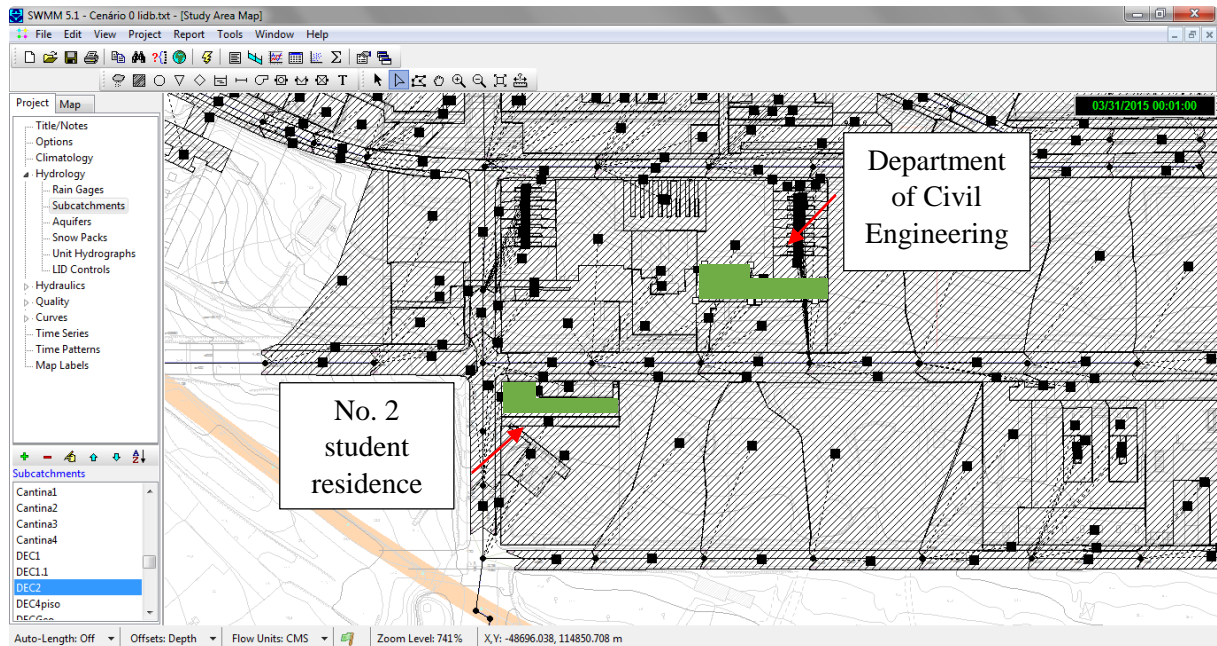 SWMM 5.1 - Cenário 0 lidb.txt - [Study Area Map]
File Edit View Project Report Tools Window Help
Project Map
03/31/2015 00:01:00
Title/Notes
Options
Climatology
Hydrology
Rain Gages
Subcatchments
Aquifers
Snow Packs
Unit Hydrographs
LID Controls
Hydraulics
Quality
Curves
Time Series
Time Patterns
Map Labels
Department
of Civil
Engineering
No. 2
student
residence
Subcatchments
Cantina1
Cantina2
Cantina3
Cantina4
DEC1
DEC1.1
DEC2
DEC4piso
Auto-Length: Off Offsets: Depth Flow Units: CMS Zoom Level: 741% X,Y: -48696.038, 114850.708 m